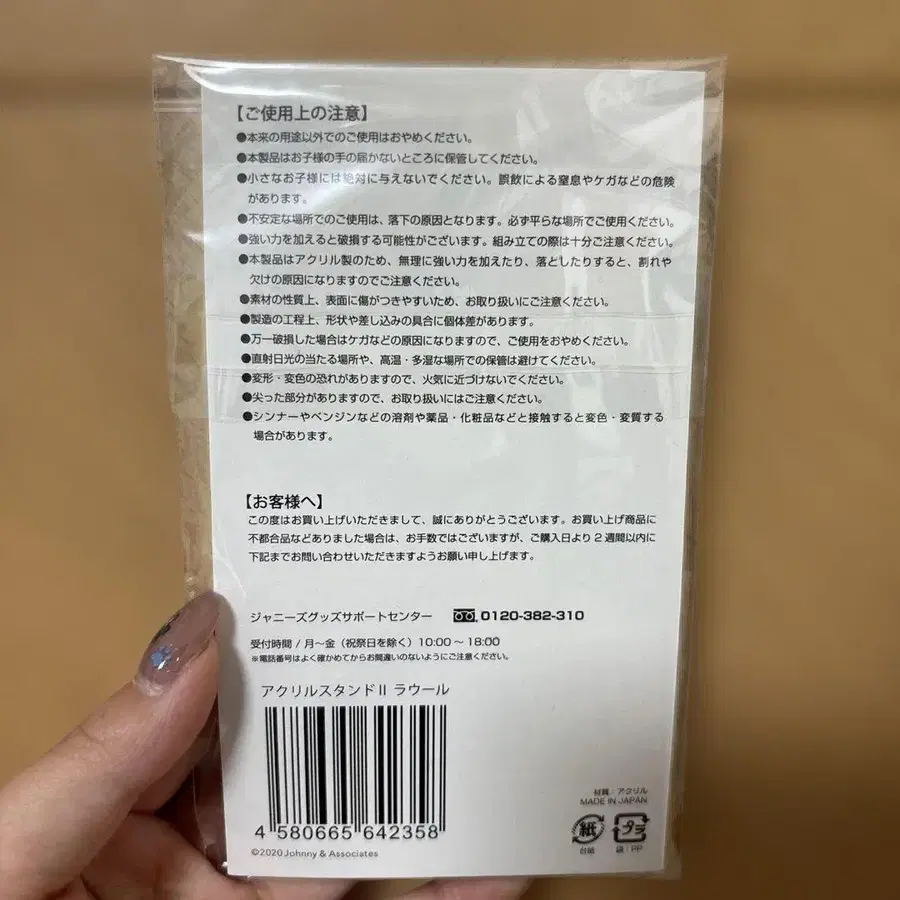 【ご使用上の注意】
●本来の用途以外でのご使用はおやめください。
●本製品はお子様の手の届かないところに保管してください。
●小さなお子様には絶対に与えないでください。誤飲による窒息やケガなどの危険
があります。
●不安定な場所でのご使用は、落下の原因となります。必ず平らな場所でご使用ください。
●強い力を加えると破損する可能性がございます。組み立ての際は十分ご注意ください。
●本製品はアクリル製のため、無理に強い力を加えたり、落としたりすると、割れや
欠けの原因になりますのでご注意ください。
●素材の性質上、表面に傷がつきやすいため、お取り扱いにご注意ください。
●製造の工程上、形状や差し込みの具合に個体差があります。
●万一破損した場合はケガなどの原因になりますので、ご使用をおやめください。
●直射日光の当たる場所や、高温・多湿な場所での保管は避けてください。
●変形・変色の恐れがありますので、火気に近づけないでください。
●尖った部分がありますので、お取り扱いにはご注意ください。
●シンナーやベンジンなどの溶剤や薬品・化粧品などと接触すると変色・変質する
場合があります。
【お客様へ】
この度はお買い上げいただきまして、誠にありがとうございます。お買い上げ商品に
不都合品などありました場合は、お手数ではございますが、ご購入日より2週間以内に
下記までお問い合わせいただきますようお願い申し上げます。
ジャニーズグッズサポートセンター 0120-382-310
受付時間 / 月～金（祝祭日を除く）10:00～18:00
※電話番号はよく確かめてからお間違いのないようにご注意ください。
アクリルスタンドⅡ ラウール
4 580665 642358
©2020 Johnny & Associates
材質：アクリル
MADE IN JAPAN
紙 プラ
台紙 袋：PP